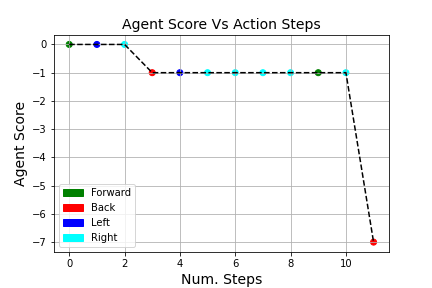 Agent Score Vs Action Steps
0
−1
−2
−3
−4
−5
−6
−7
Agent Score
Forward
Back
Left
Right
0 2 4 6 8 10
Num. Steps